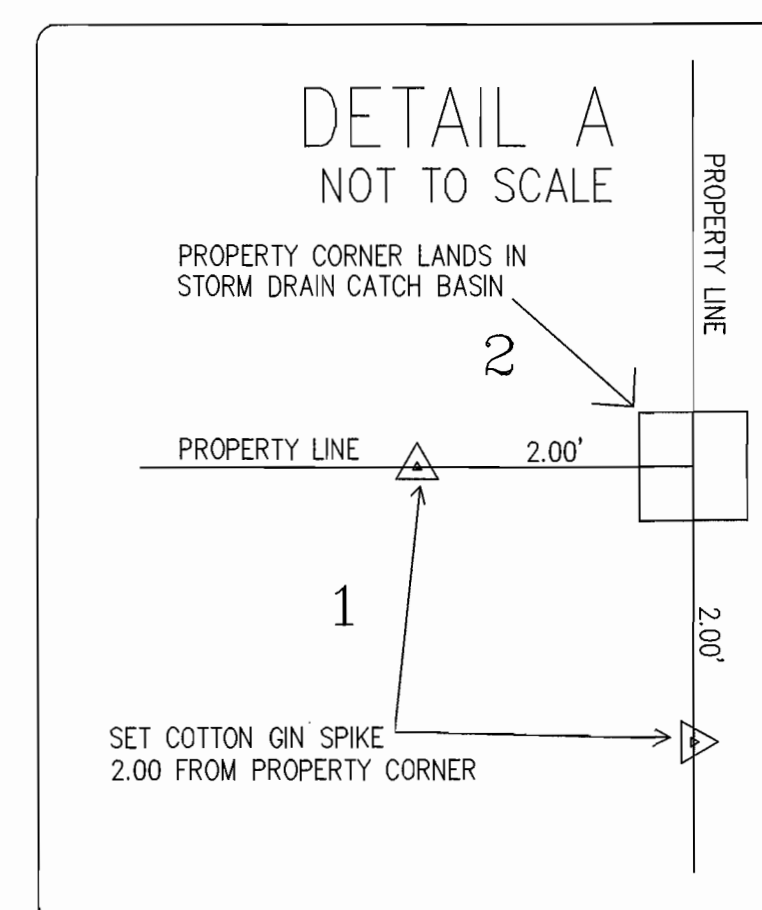 DETAIL A
NOT TO SCALE
PROPERTY LINE
PROPERTY CORNER LANDS IN
STORM DRAIN CATCH BASIN
2
PROPERTY LINE
2.00'
1
2.00'
SET COTTON GIN SPIKE
2.00 FROM PROPERTY CORNER